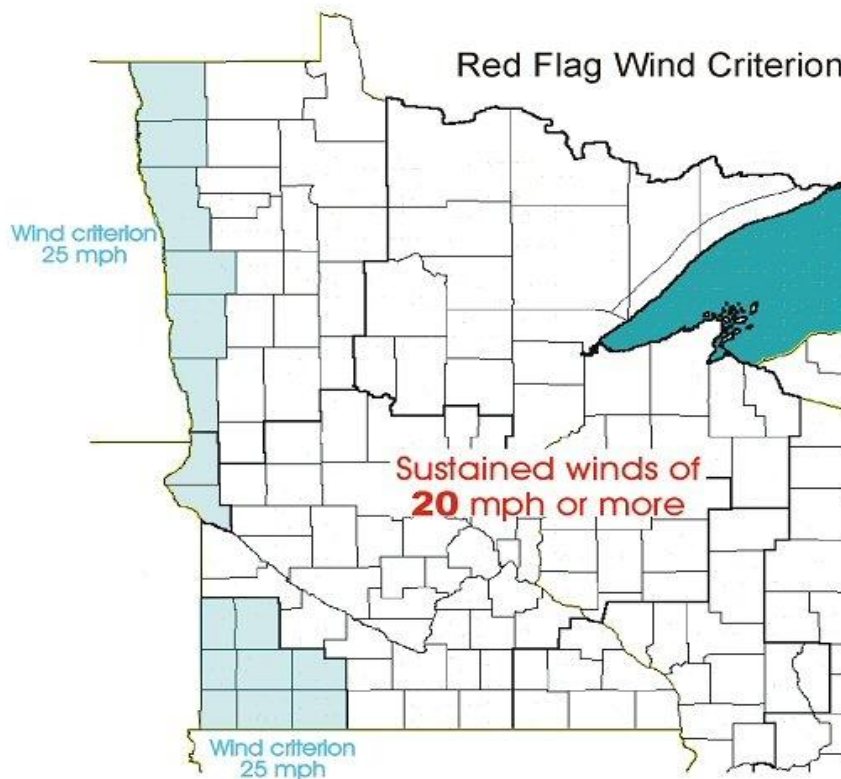 Red Flag Wind Criterion
Wind criterion
25 mph
Sustained winds of
20 mph or more
Wind criterion
25 mph